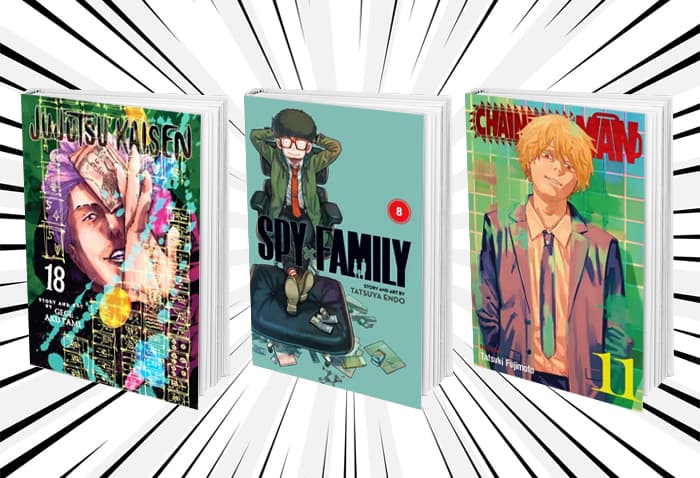 JUJUTSU KAISEN
18
STORY AND ART
BY
GEGE
AKUTAMI
8
SPY FAMILY
STORY AND ART BY
TATSUYA ENDO
CHAINSAW MAN
Tatsuki Fujimoto
11